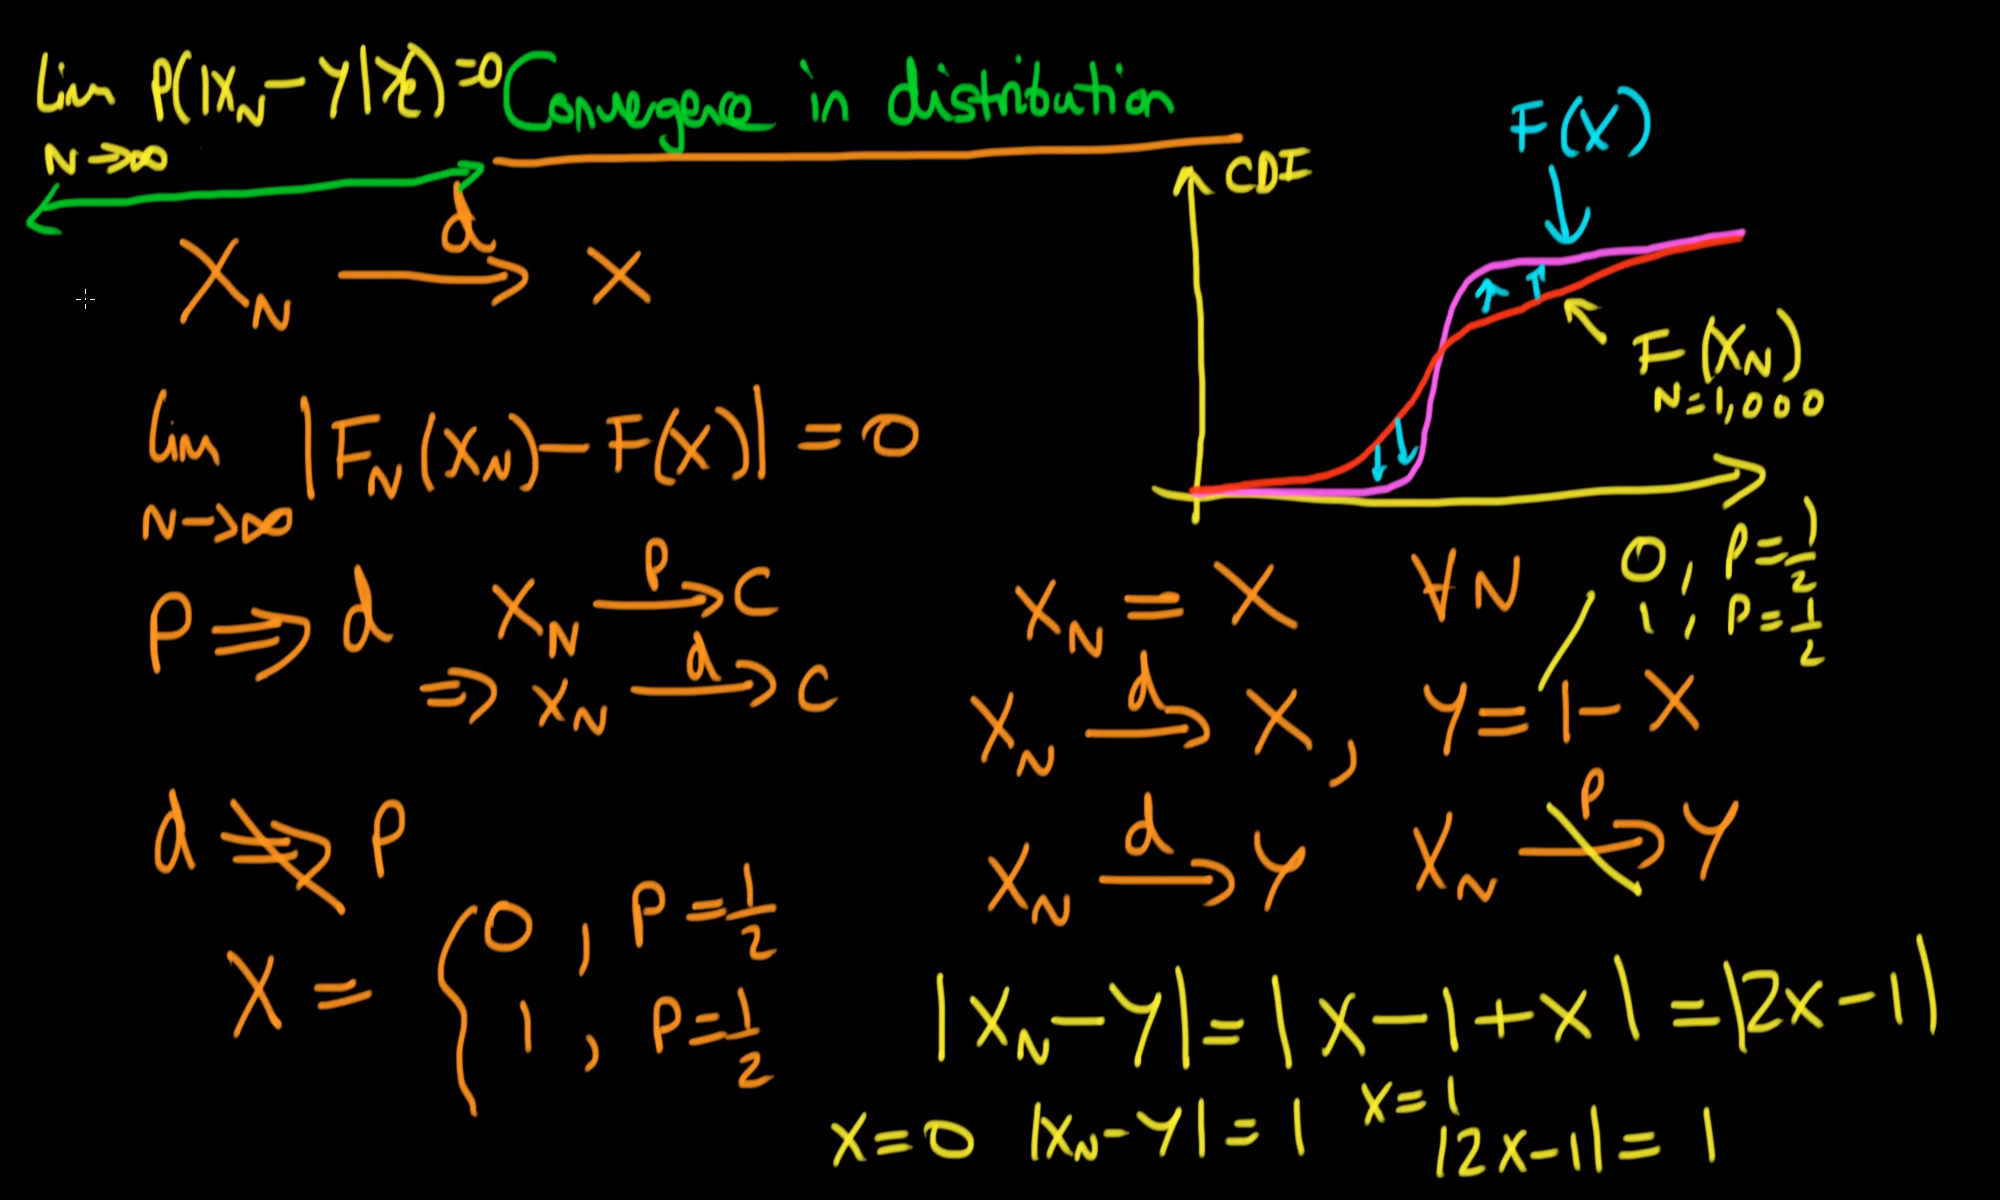 lim P(|X_N - Y|>ε)=0 Convergence in distribution
N→∞
X_N →^d X
lim |F_N(X_N) - F(X)| = 0
N→∞
P ⇒ d X_N →^P C
⇒ X_N →^d C
d ⇏ P
X = { 0, P = 1/2
1, P = 1/2
CDF
F(X)
F(X_N)
N=1,000
X_N = X ∀N
0, P = 1/2
1, P = 1/2
X_N →^d X, Y = 1 - X
X_N →^d Y X_N ↛^P Y
|X_N - Y| = |X - 1 + X| = |2X - 1|
X=0 |X_N - Y| = 1 X=1
|2X - 1| = 1